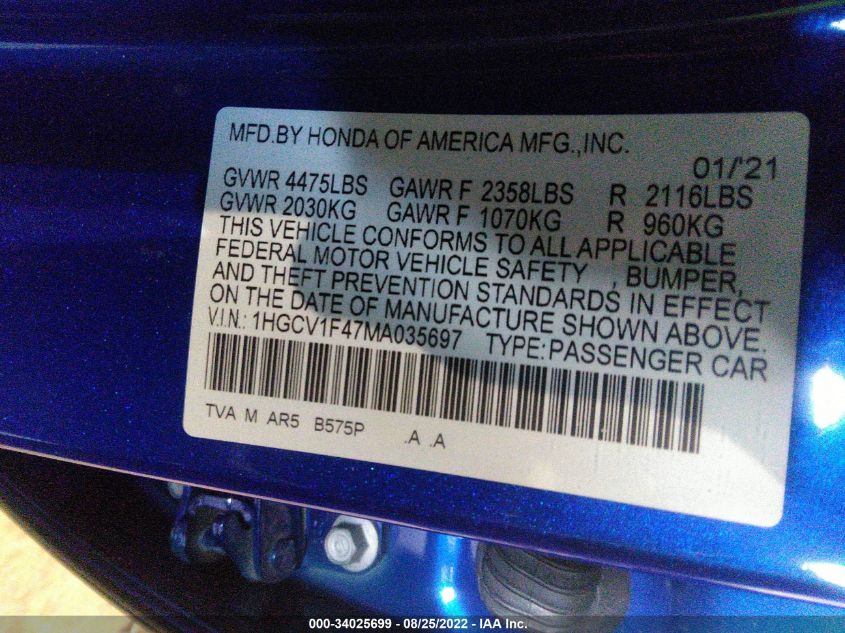 MFD.BY HONDA OF AMERICA MFG.,INC.
01/'21
GVWR 4475LBS GAWR F 2358LBS R 2116LBS
GVWR 2030KG GAWR F 1070KG R 960KG
THIS VEHICLE CONFORMS TO ALL APPLICABLE
FEDERAL MOTOR VEHICLE SAFETY , BUMPER,
AND THEFT PREVENTION STANDARDS IN EFFECT
ON THE DATE OF MANUFACTURE SHOWN ABOVE.
V.I.N.: 1HGCV1F47MA035697 TYPE:PASSENGER CAR
TVA M AR5 B575P .A .A
000-34025699 - 08/25/2022 - IAA Inc.